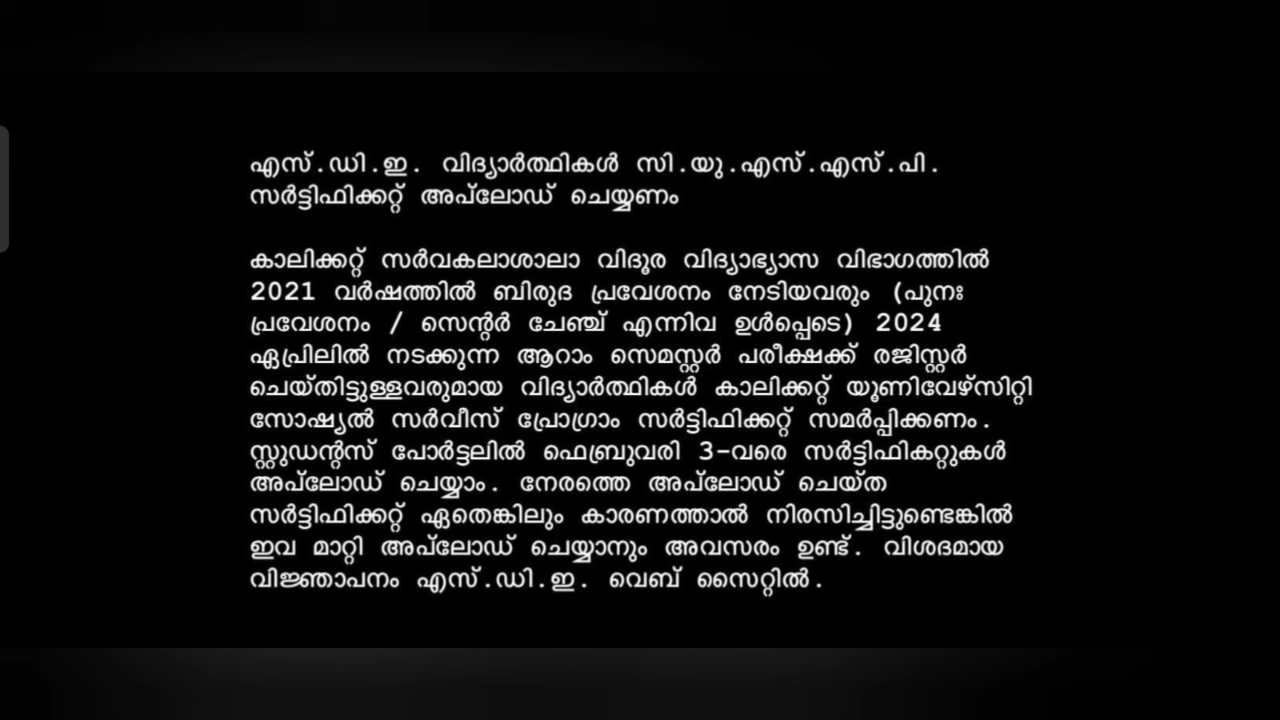 എസ്.ഡി.ഇ. വിദ്യാർത്ഥികൾ സി.യു.എസ്.എസ്.പി.
സർട്ടിഫിക്കറ്റ് അപ്‌ലോഡ് ചെയ്യണം
കാലിക്കറ്റ് സർവകലാശാലാ വിദൂര വിദ്യാഭ്യാസ വിഭാഗത്തിൽ
2021 വർഷത്തിൽ ബിരുദ പ്രവേശനം നേടിയവരും (പുനഃ
പ്രവേശനം / സെന്റർ ചേഞ്ച് എന്നിവ ഉൾപ്പെടെ) 2024
ഏപ്രിലിൽ നടക്കുന്ന ആറാം സെമസ്റ്റർ പരീക്ഷക്ക് രജിസ്റ്റർ
ചെയ്തിട്ടുള്ളവരുമായ വിദ്യാർത്ഥികൾ കാലിക്കറ്റ് യൂണിവേഴ്സിറ്റി
സോഷ്യൽ സർവീസ് പ്രോഗ്രാം സർട്ടിഫിക്കറ്റ് സമർപ്പിക്കണം.
സ്റ്റുഡന്റസ് പോർട്ടലിൽ ഫെബ്രുവരി 3-വരെ സർട്ടിഫികറ്റുകൾ
അപ്‌ലോഡ് ചെയ്യാം. നേരത്തെ അപ്‌ലോഡ് ചെയ്ത
സർട്ടിഫിക്കറ്റ് ഏതെങ്കിലും കാരണത്താൽ നിരസിച്ചിട്ടുണ്ടെങ്കിൽ
ഇവ മാറ്റി അപ്‌ലോഡ് ചെയ്യാനും അവസരം ഉണ്ട്. വിശദമായ
വിജ്ഞാപനം എസ്.ഡി.ഇ. വെബ് സൈറ്റിൽ.